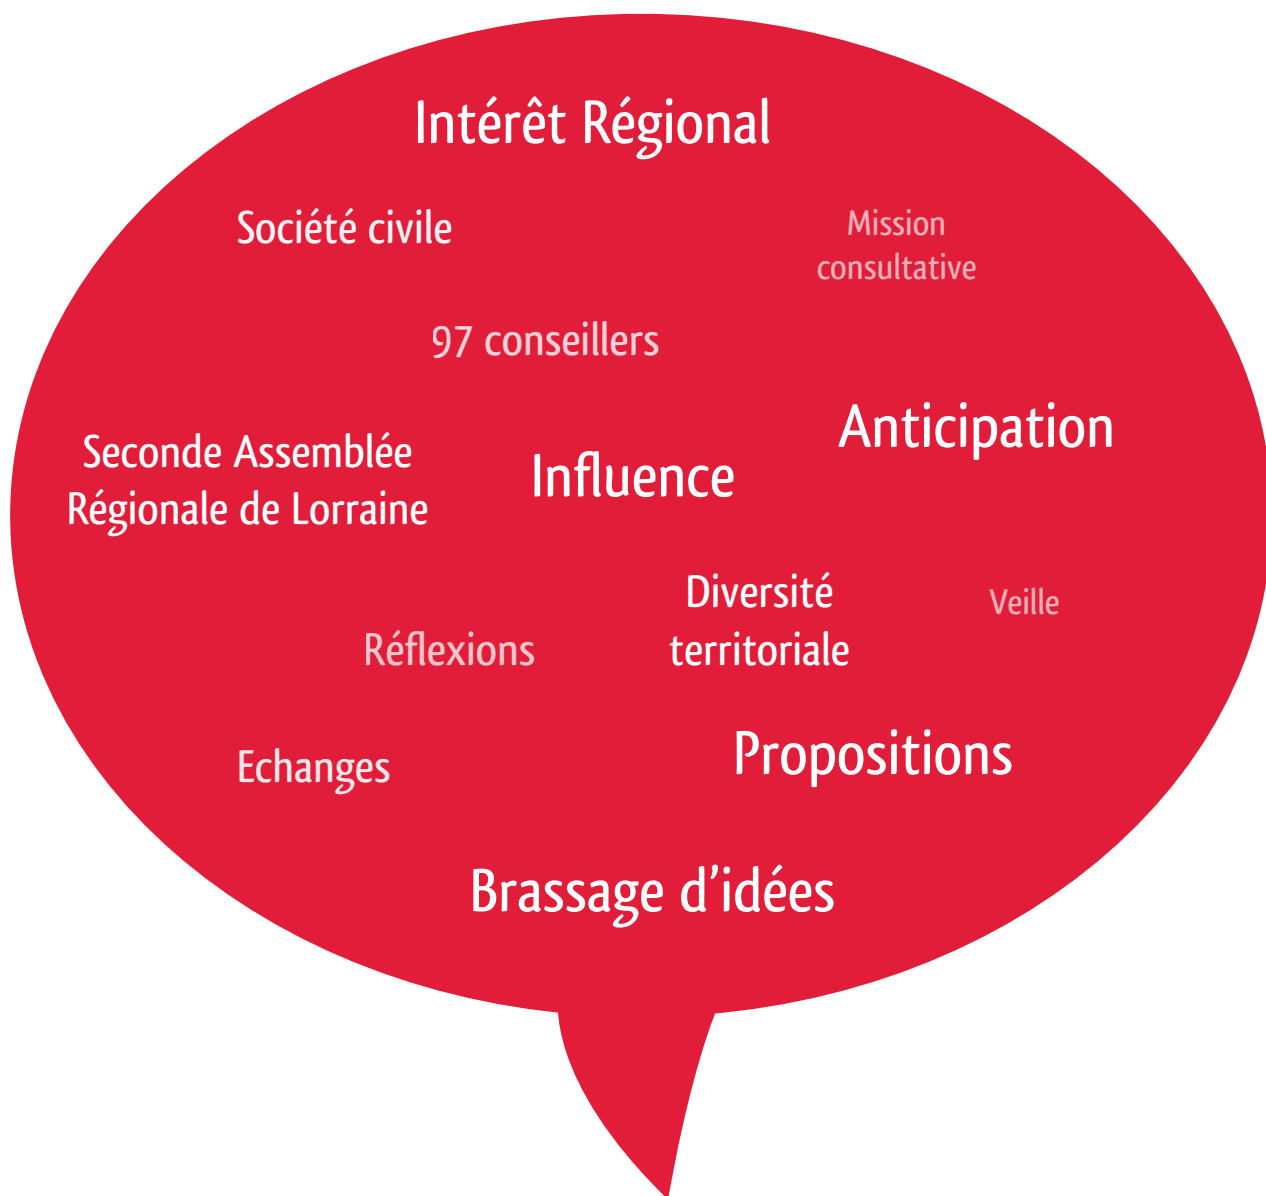 Intérêt Régional
Société civile
Mission
consultative
97 conseillers
Anticipation
Seconde Assemblée
Régionale de Lorraine
Influence
Diversité
territoriale
Veille
Réflexions
Propositions
Echanges
Brassage d’idées